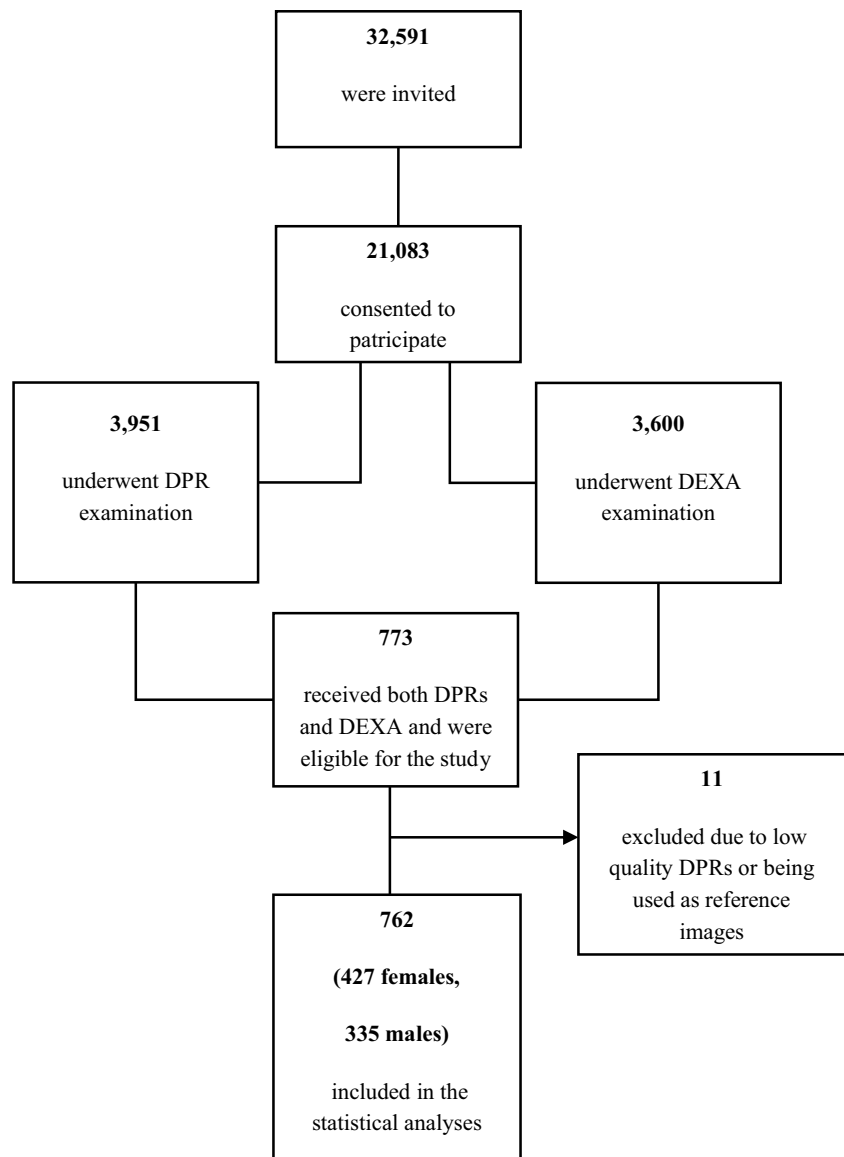 32,591
were invited
21,083
consented to
patricipate
3,951
underwent DPR
examination
3,600
underwent DEXA
examination
773
received both DPRs
and DEXA and were
eligible for the study
11
excluded due to low
quality DPRs or being
used as reference
images
762
(427 females,
335 males)
included in the
statistical analyses